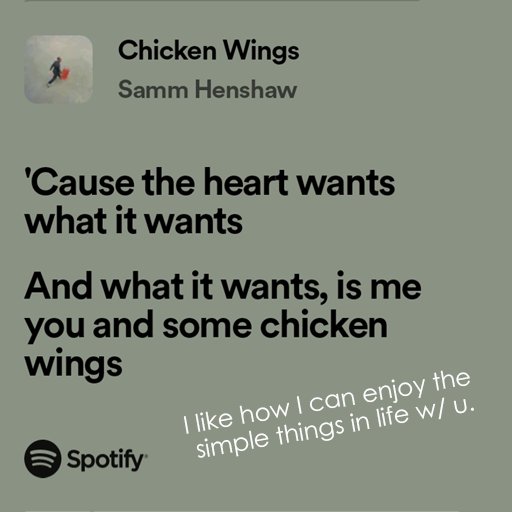 Chicken Wings
Samm Henshaw
'Cause the heart wants
what it wants
And what it wants, is me
you and some chicken
wings
I like how I can enjoy the
simple things in life w/ u.
Spotify®